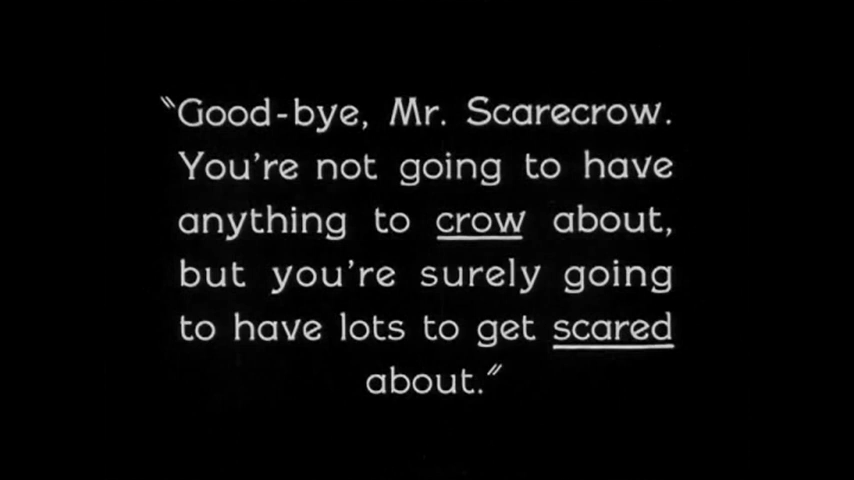 "Good-bye, Mr. Scarecrow.
You're not going to have
anything to crow about,
but you're surely going
to have lots to get scared
about."